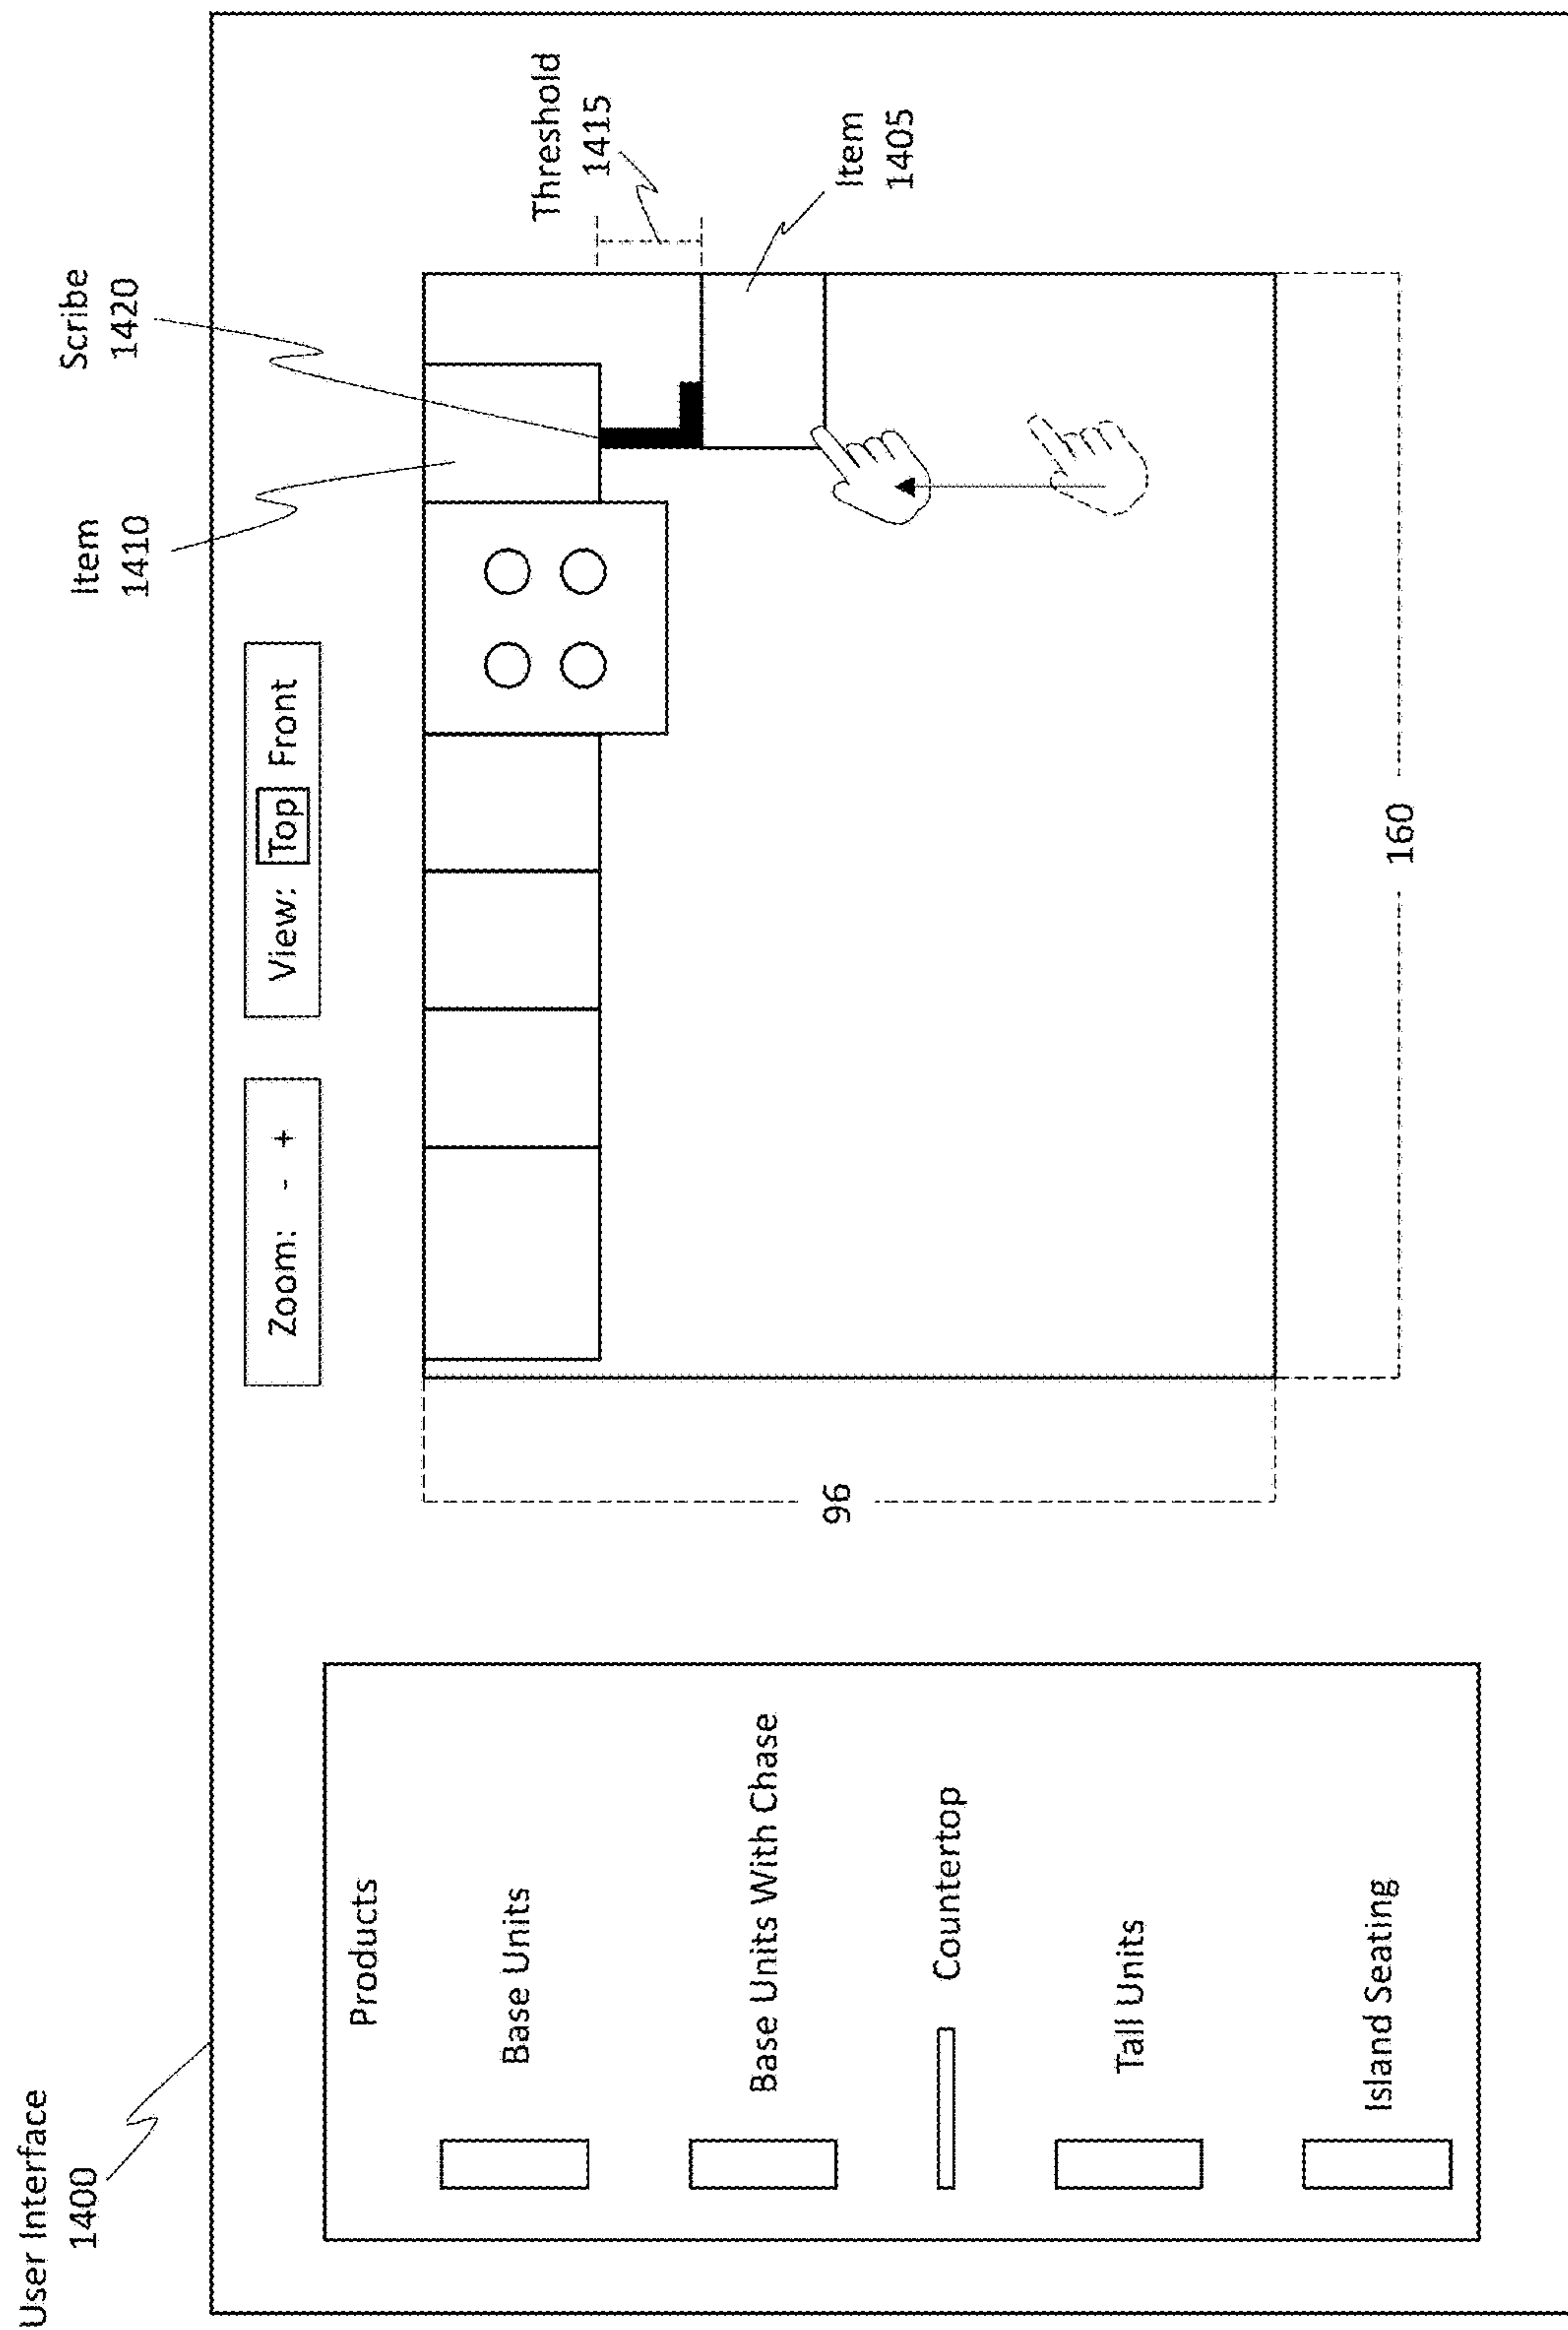 User Interface
1400
Item
1410
Scribe
1420
Zoom: - +
View: Top Front
Threshold
1415
Item
1405
96
160
Products
Base Units
Base Units With Chase
Countertop
Tall Units
Island Seating